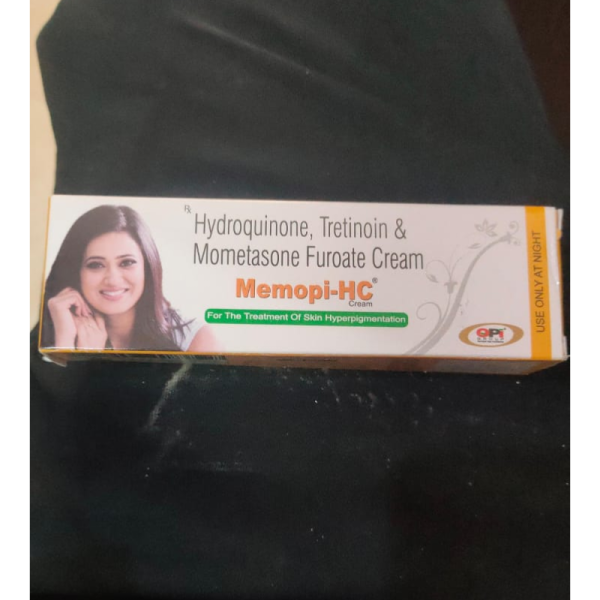 Rx
Hydroquinone, Tretinoin &
Mometasone Furoate Cream
Memopi-HC®
Cream
For The Treatment Of Skin Hyperpigmentation
USE ONLY AT NIGHT
OPi